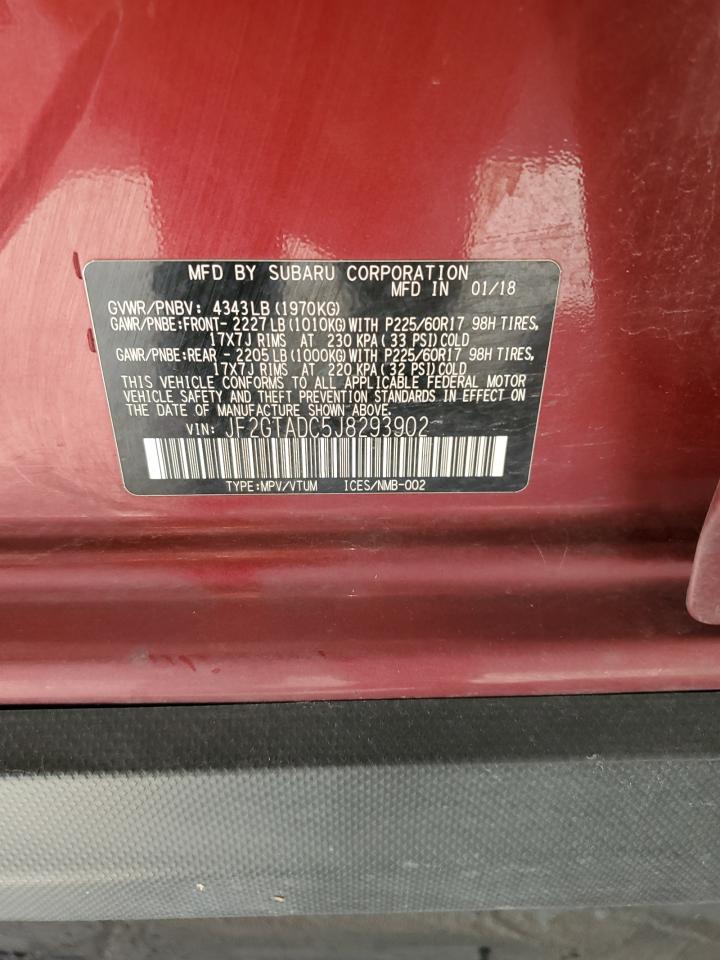 MFD BY SUBARU CORPORATION
MFD IN 01/18
GVWR/PNBV: 4343LB(1970KG)
GAWR/PNBE:FRONT- 2227LB(1010KG)WITH P225/60R17 98H TIRES,
17X7J RIMS AT 230 KPA(33 PSI)COLD
GAWR/PNBE:REAR - 2205LB(1000KG)WITH P225/60R17 98H TIRES,
17X7J RIMS AT 220 KPA(32 PSI)COLD
THIS VEHICLE CONFORMS TO ALL APPLICABLE FEDERAL MOTOR
VEHICLE SAFETY AND THEFT PREVENTION STANDARDS IN EFFECT ON
THE DATE OF MANUFACTURE SHOWN ABOVE.
VIN: JF2GTADC5J8293902
TYPE:MPV/VTUM ICES/NMB-002